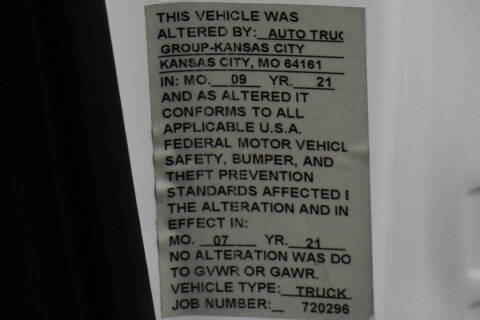 THIS VEHICLE WAS
ALTERED BY: AUTO TRUC
GROUP-KANSAS CITY
KANSAS CITY, MO 64161
IN: MO. 09 YR. 21
AND AS ALTERED IT
CONFORMS TO ALL
APPLICABLE U.S.A.
FEDERAL MOTOR VEHICL
SAFETY, BUMPER, AND
THEFT PREVENTION
STANDARDS AFFECTED B
THE ALTERATION AND IN
EFFECT IN:
MO. 07 YR. 21
NO ALTERATION WAS DO
TO GVWR OR GAWR.
VEHICLE TYPE: TRUCK
JOB NUMBER: 720296